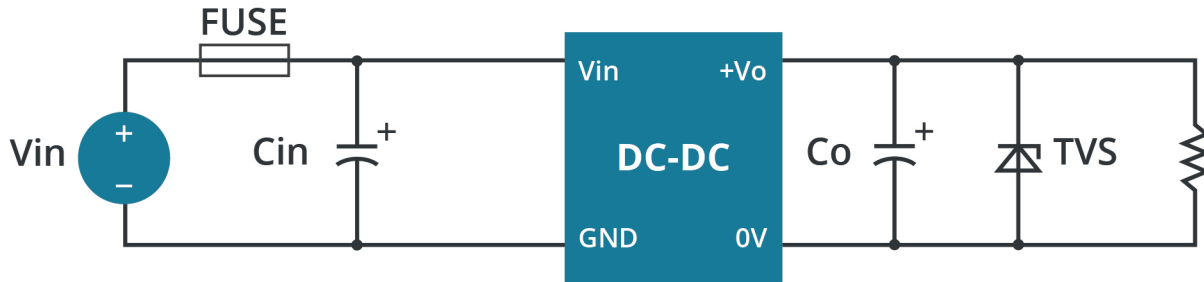 FUSE
Vin
+
−
Cin
+
Vin
+Vo
DC-DC
GND
0V
Co
+
TVS